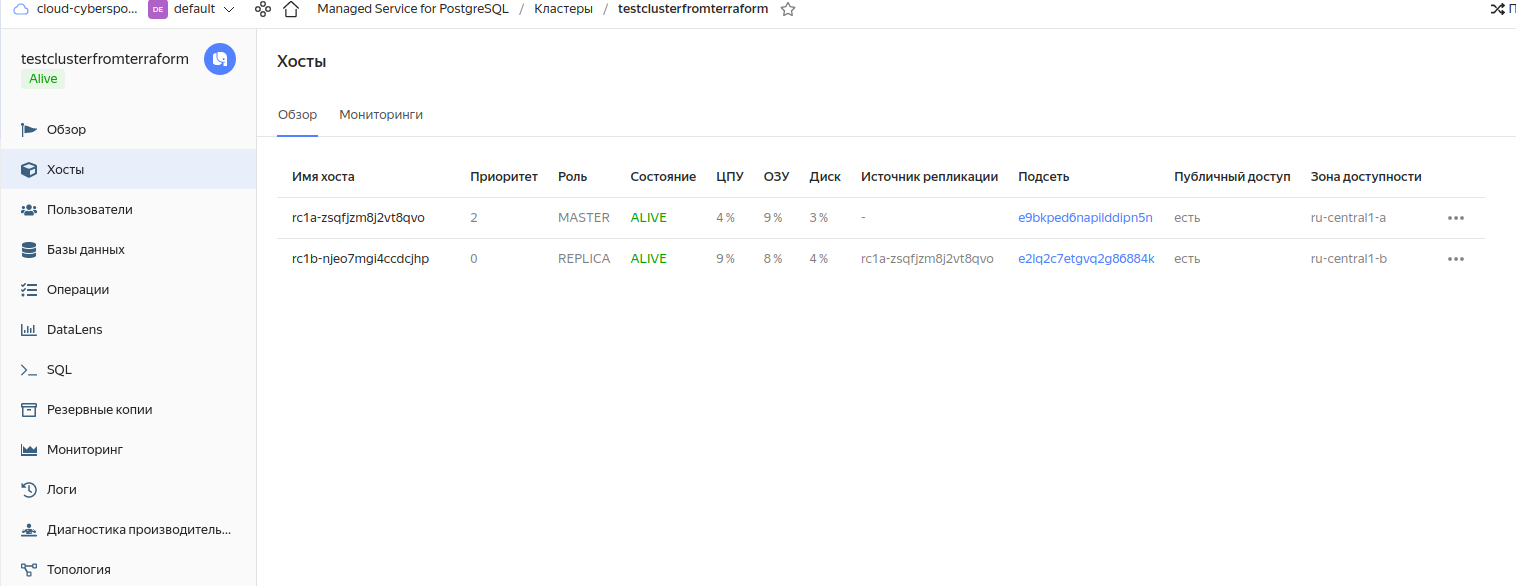 cloud-cyberspo... DE default Managed Service for PostgreSQL / Кластеры / testclusterfromterraform
testclusterfromterraform
Alive
Обзор
Хосты
Пользователи
Базы данных
Операции
DataLens
SQL
Резервные копии
Мониторинг
Логи
Диагностика производитель...
Топология
Хосты
Обзор Мониторинги
Имя хоста Приоритет Роль Состояние ЦПУ ОЗУ Диск Источник репликации Подсеть Публичный доступ Зона доступности
rc1a-zsqfjzm8j2vt8qvo 2 MASTER ALIVE 4 % 9 % 3 % - e9bkped6napilddipn5n есть ru-central1-a
rc1b-njeo7mgi4ccdcjhp 0 REPLICA ALIVE 9 % 8 % 4 % rc1a-zsqfjzm8j2vt8qvo e2lq2c7etgvq2g86884k есть ru-central1-b